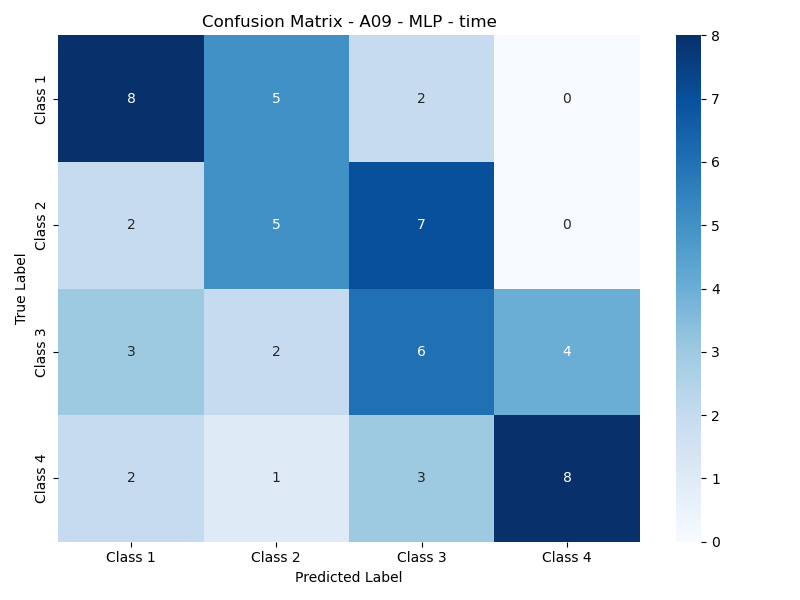 Confusion Matrix - A09 - MLP - time
True Label
Class 1
8 5 2 0
Class 2
2 5 7 0
Class 3
3 2 6 4
Class 4
2 1 3 8
Class 1 Class 2 Class 3 Class 4
Predicted Label
8
7
6
5
4
3
2
1
0